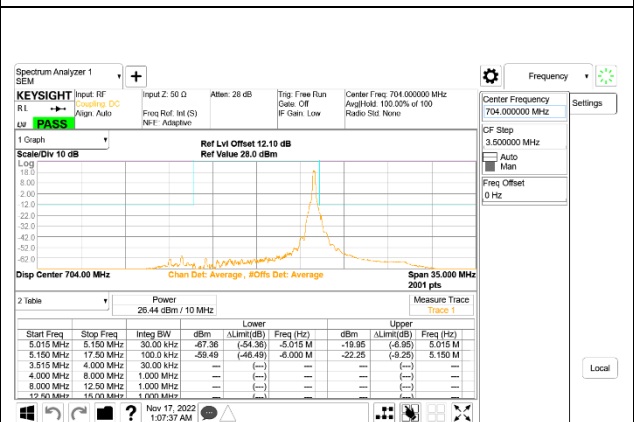 Spectrum Analyzer 1
SEM
Frequency
KEYSIGHT Input: RF Input Z: 50 Ω Atten: 28 dB Trig: Free Run Center Freq: 704.000000 MHz
RL Coupling: DC Gate: Off Avg|Hold: 100.00% of 100
Align: Auto Freq Ref: Int (S) IF Gain: Low Radio Std: None
PASS NFE: Adaptive
Center Frequency
704.000000 MHz
Settings
CF Step
3.500000 MHz
Auto
Man
Freq Offset
0 Hz
1 Graph
Ref Lvl Offset 12.10 dB
Scale/Div 10 dB Ref Value 28.0 dBm
Log
18.0
8.00
-2.00
-12.0
-22.0
-32.0
-42.0
-52.0
-62.0
Disp Center 704.00 MHz Chan Det: Average , #Offs Det: Average Span 35.000 MHz
2001 pts
2 Table Power Measure Trace
26.44 dBm / 10 MHz Trace 1
Lower Upper
Start Freq Stop Freq Integ BW dBm ΔLimit(dB) Freq (Hz) dBm ΔLimit(dB) Freq (Hz)
5.015 MHz 5.150 MHz 30.00 kHz -67.36 (-54.36) -5.015 M -19.95 (-6.95) 5.015 M
5.150 MHz 17.50 MHz 100.0 kHz -59.49 (-46.49) -6.000 M -22.25 (-9.25) 5.150 M
3.515 MHz 4.000 MHz 30.00 kHz --- (---) --- --- (---) ---
4.000 MHz 8.000 MHz 1.000 MHz --- (---) --- --- (---) ---
8.000 MHz 12.50 MHz 1.000 MHz --- (---) --- --- (---) ---
12.50 MHz 15.00 MHz 1.000 MHz --- (---) --- --- (---) ---
Local
Nov 17, 2022
1:07:37 AM